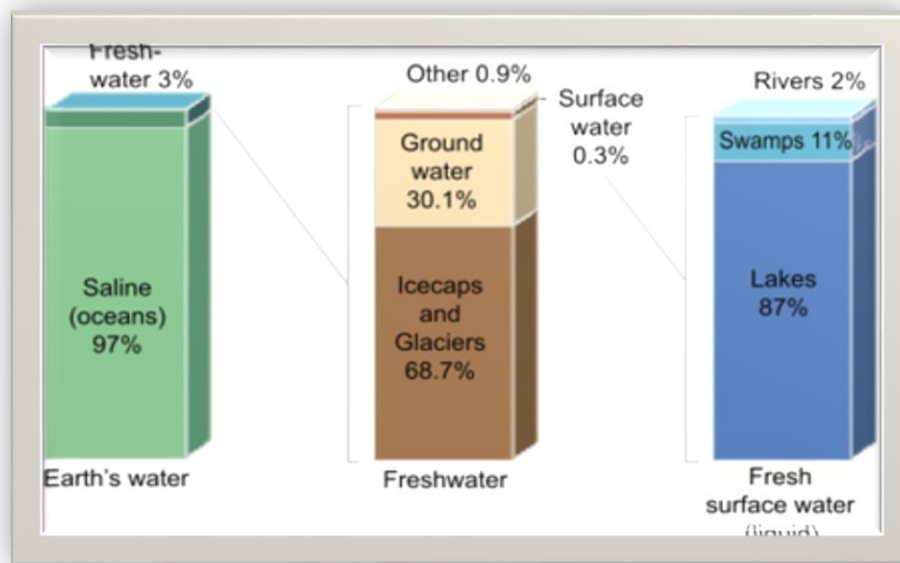 Fresh-
water 3%
Saline
(oceans)
97%
Earth's water
Other 0.9%
Surface
water
0.3%
Ground
water
30.1%
Icecaps
and
Glaciers
68.7%
Freshwater
Rivers 2%
Swamps 11%
Lakes
87%
Fresh
surface water
(liquid)